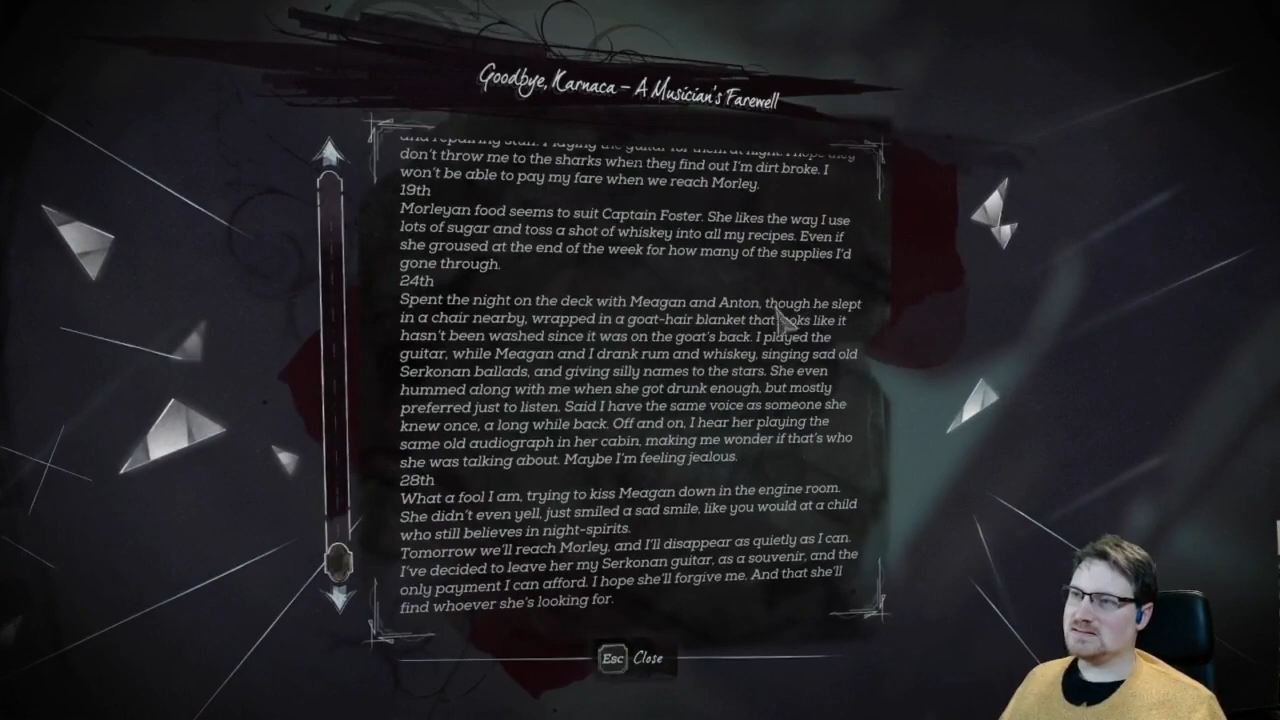 Goodbye, Karnaca – A Musician's Farewell
and repairing stuff. Playing the guitar for them at night. I hope they
don't throw me to the sharks when they find out I'm dirt broke. I
won't be able to pay my fare when we reach Morley.
19th
Morleyan food seems to suit Captain Foster. She likes the way I use
lots of sugar and toss a shot of whiskey into all my recipes. Even if
she groused at the end of the week for how many of the supplies I'd
gone through.
24th
Spent the night on the deck with Meagan and Anton, though he slept
in a chair nearby, wrapped in a goat-hair blanket that looks like it
hasn't been washed since it was on the goat's back. I played the
guitar, while Meagan and I drank rum and whiskey, singing sad old
Serkonan ballads, and giving silly names to the stars. She even
hummed along with me when she got drunk enough, but mostly
preferred just to listen. Said I have the same voice as someone she
knew once, a long while back. Off and on, I hear her playing the
same old audiograph in her cabin, making me wonder if that's who
she was talking about. Maybe I'm feeling jealous.
28th
What a fool I am, trying to kiss Meagan down in the engine room.
She didn't even yell, just smiled a sad smile, like you would at a child
who still believes in night-spirits.
Tomorrow we'll reach Morley, and I'll disappear as quietly as I can.
I've decided to leave her my Serkonan guitar, as a souvenir, and the
only payment I can afford. I hope she'll forgive me. And that she'll
find whoever she's looking for.
Esc Close